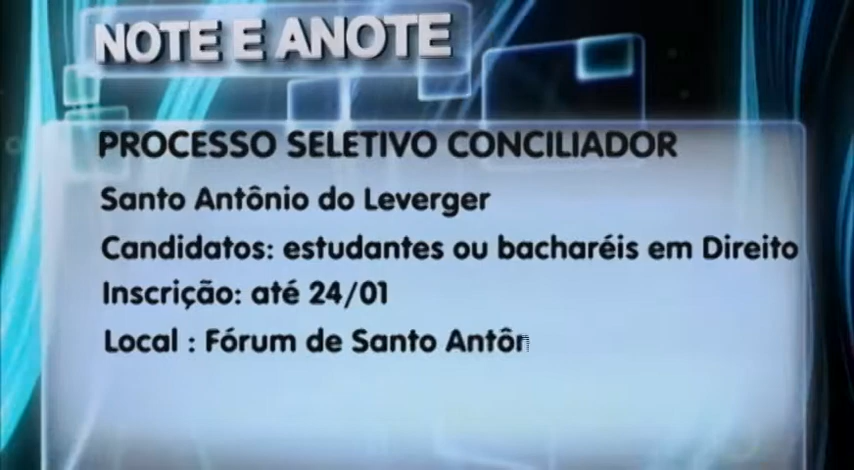 NOTE E ANOTE
PROCESSO SELETIVO CONCILIADOR
Santo Antônio do Leverger
Candidatos: estudantes ou bacharéis em Direito
Inscrição: até 24/01
Local : Fórum de Santo Antôn